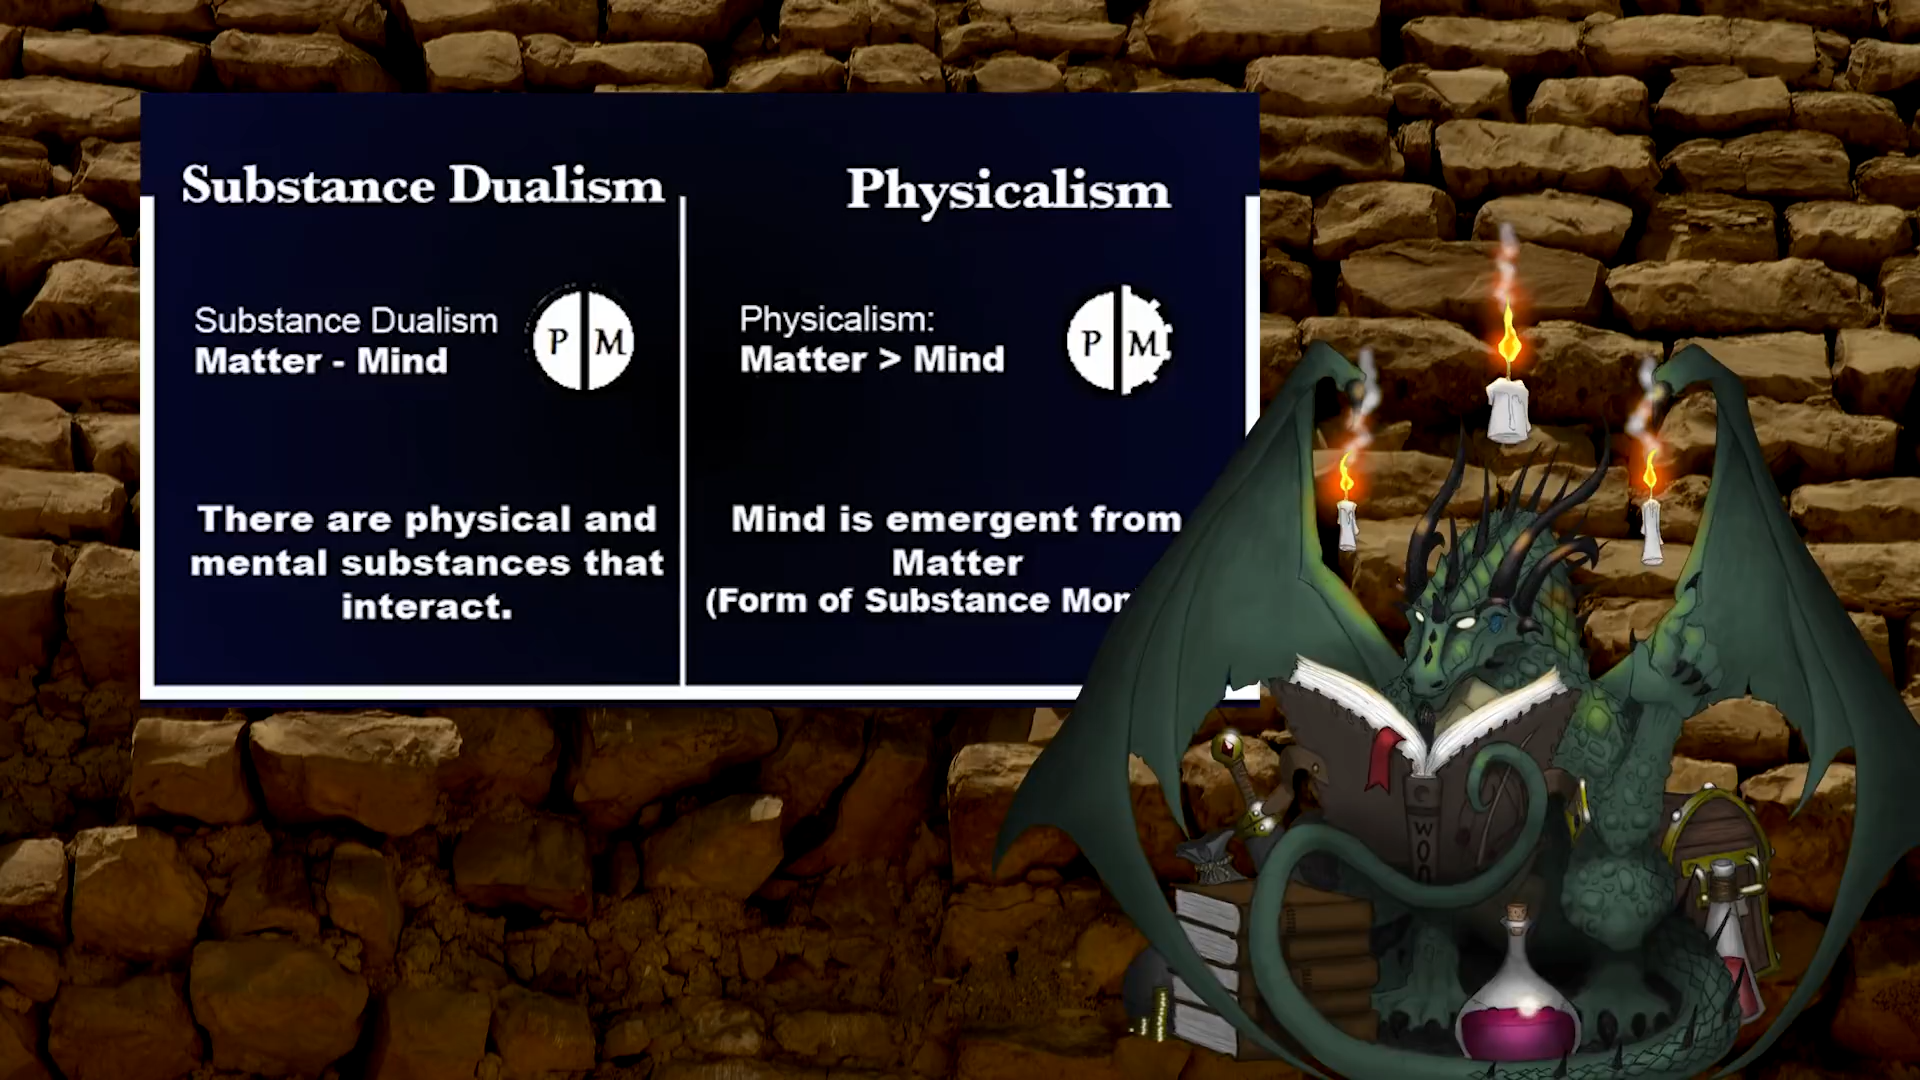 Substance Dualism
Substance Dualism
Matter - Mind
P M
There are physical and
mental substances that
interact.
Physicalism
Physicalism:
Matter > Mind
P M
Mind is emergent from
Matter
(Form of Substance